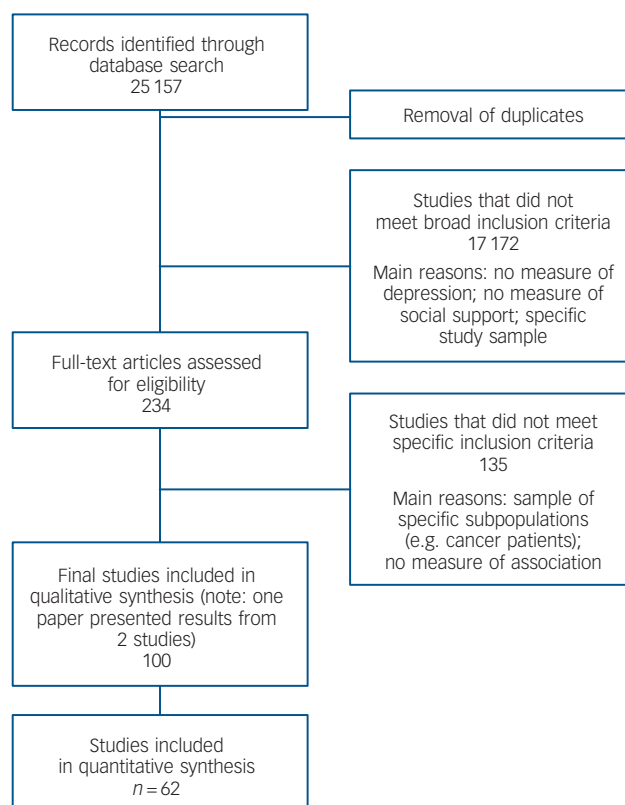 Records identified through
database search
25 157
Removal of duplicates
Studies that did not
meet broad inclusion criteria
17 172
Main reasons: no measure of
depression; no measure of
social support; specific
study sample
Full-text articles assessed
for eligibility
234
Studies that did not meet
specific inclusion criteria
135
Main reasons: sample of
specific subpopulations
(e.g. cancer patients);
no measure of association
Final studies included in
qualitative synthesis (note: one
paper presented results from
2 studies)
100
Studies included
in quantitative synthesis
n = 62